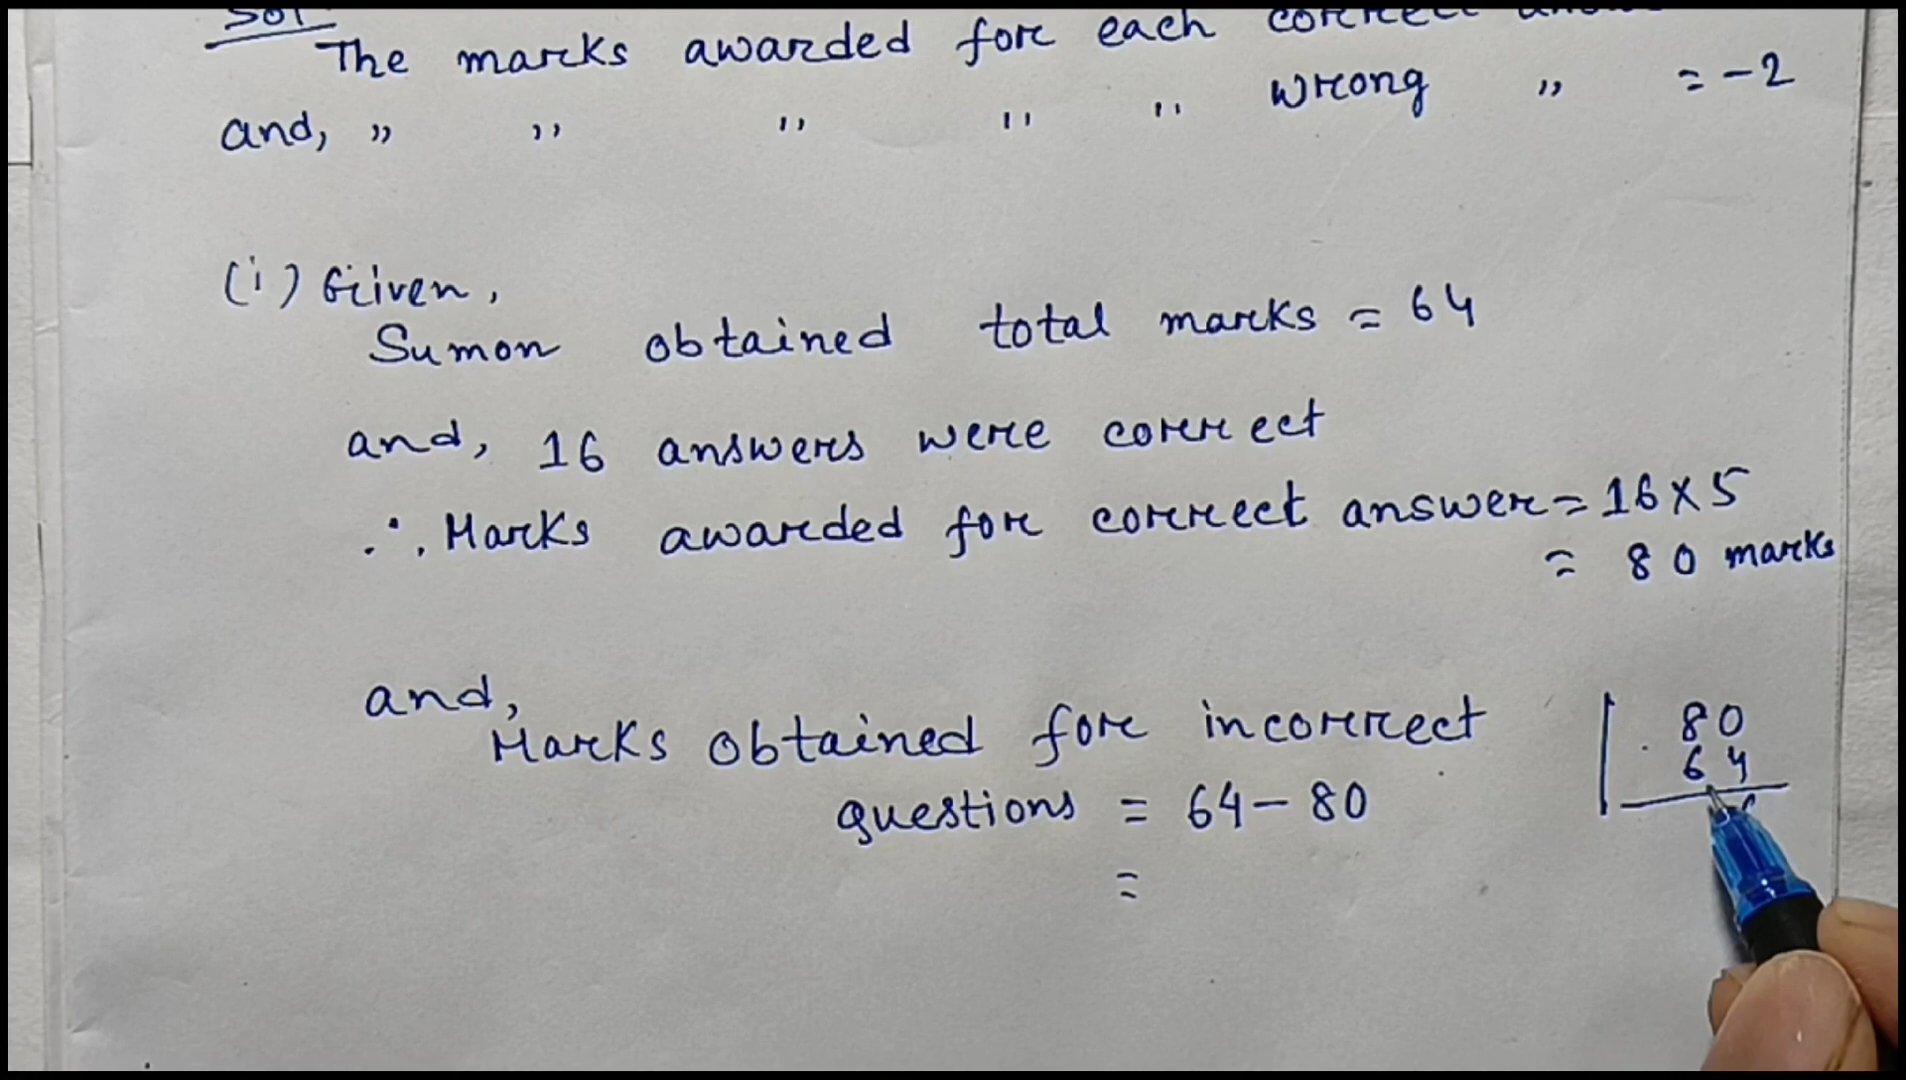 Sol
The marks awarded for each correct
and, " " " " " wrong " = -2
(i) Given,
Sumon obtained total marks = 64
and, 16 answers were correct
∴ Marks awarded for correct answer = 16 x 5
= 80 marks
and,
Marks obtained for incorrect
questions = 64 - 80
=
80
64